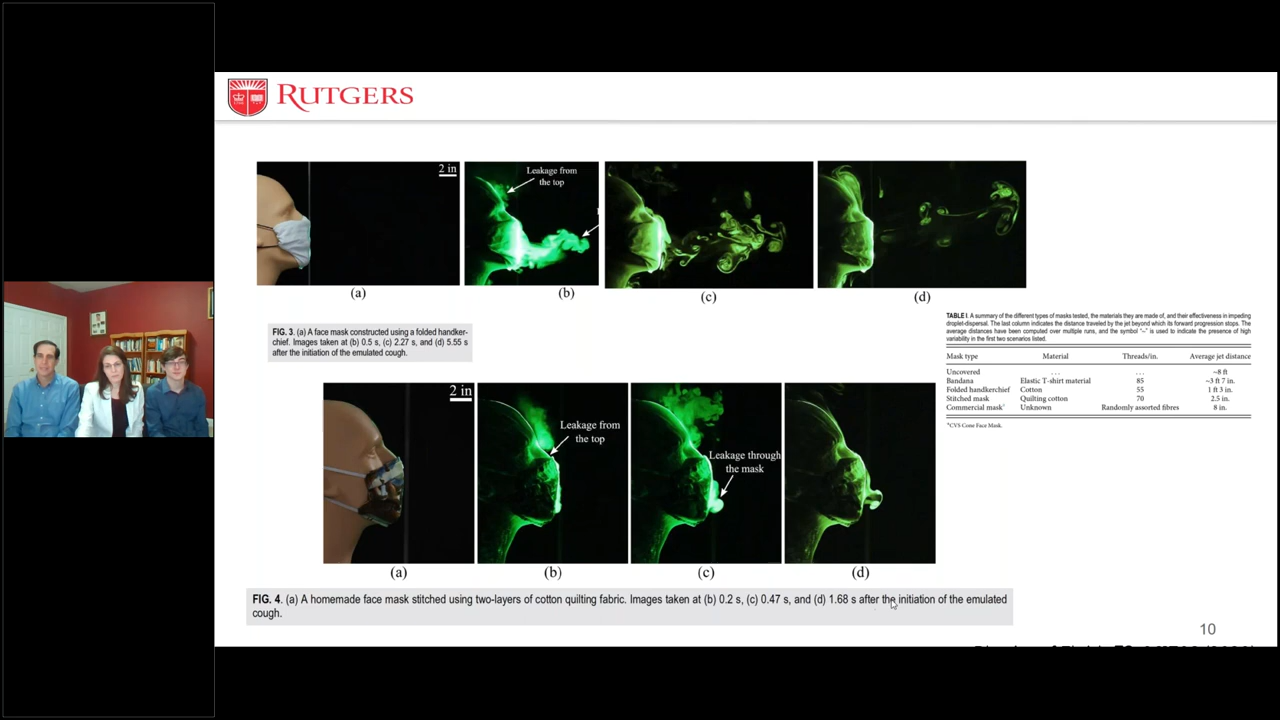 RUTGERS
2 in
Leakage from
the top
(a)
(b)
(c)
(d)
FIG. 3. (a) A face mask constructed using a folded handker-
chief. Images taken at (b) 0.5 s, (c) 2.27 s, and (d) 5.55 s
after the initiation of the emulated cough.
TABLE I. A summary of the different types of masks tested, the materials they are made of, and their effectiveness in impeding
droplet-dispersal. The last column indicates the distance traveled by the jet beyond which its forward progression stops. The
average distances have been computed over multiple runs, and the symbol "~" is used to indicate the presence of high
variability in the first two scenarios listed.
Mask type Material Threads/in. Average jet distance
Uncovered ... ... ~8 ft
Bandana Elastic T-shirt material 85 ~3 ft 7 in.
Folded handkerchief Cotton 55 1 ft 3 in.
Stitched mask Quilting cotton 70 2.5 in.
Commercial maskª Unknown Randomly assorted fibres 8 in.
ªCVS Cone Face Mask.
2 in
Leakage from
the top
Leakage through
the mask
(a)
(b)
(c)
(d)
FIG. 4. (a) A homemade face mask stitched using two-layers of cotton quilting fabric. Images taken at (b) 0.2 s, (c) 0.47 s, and (d) 1.68 s after the initiation of the emulated
cough.
10